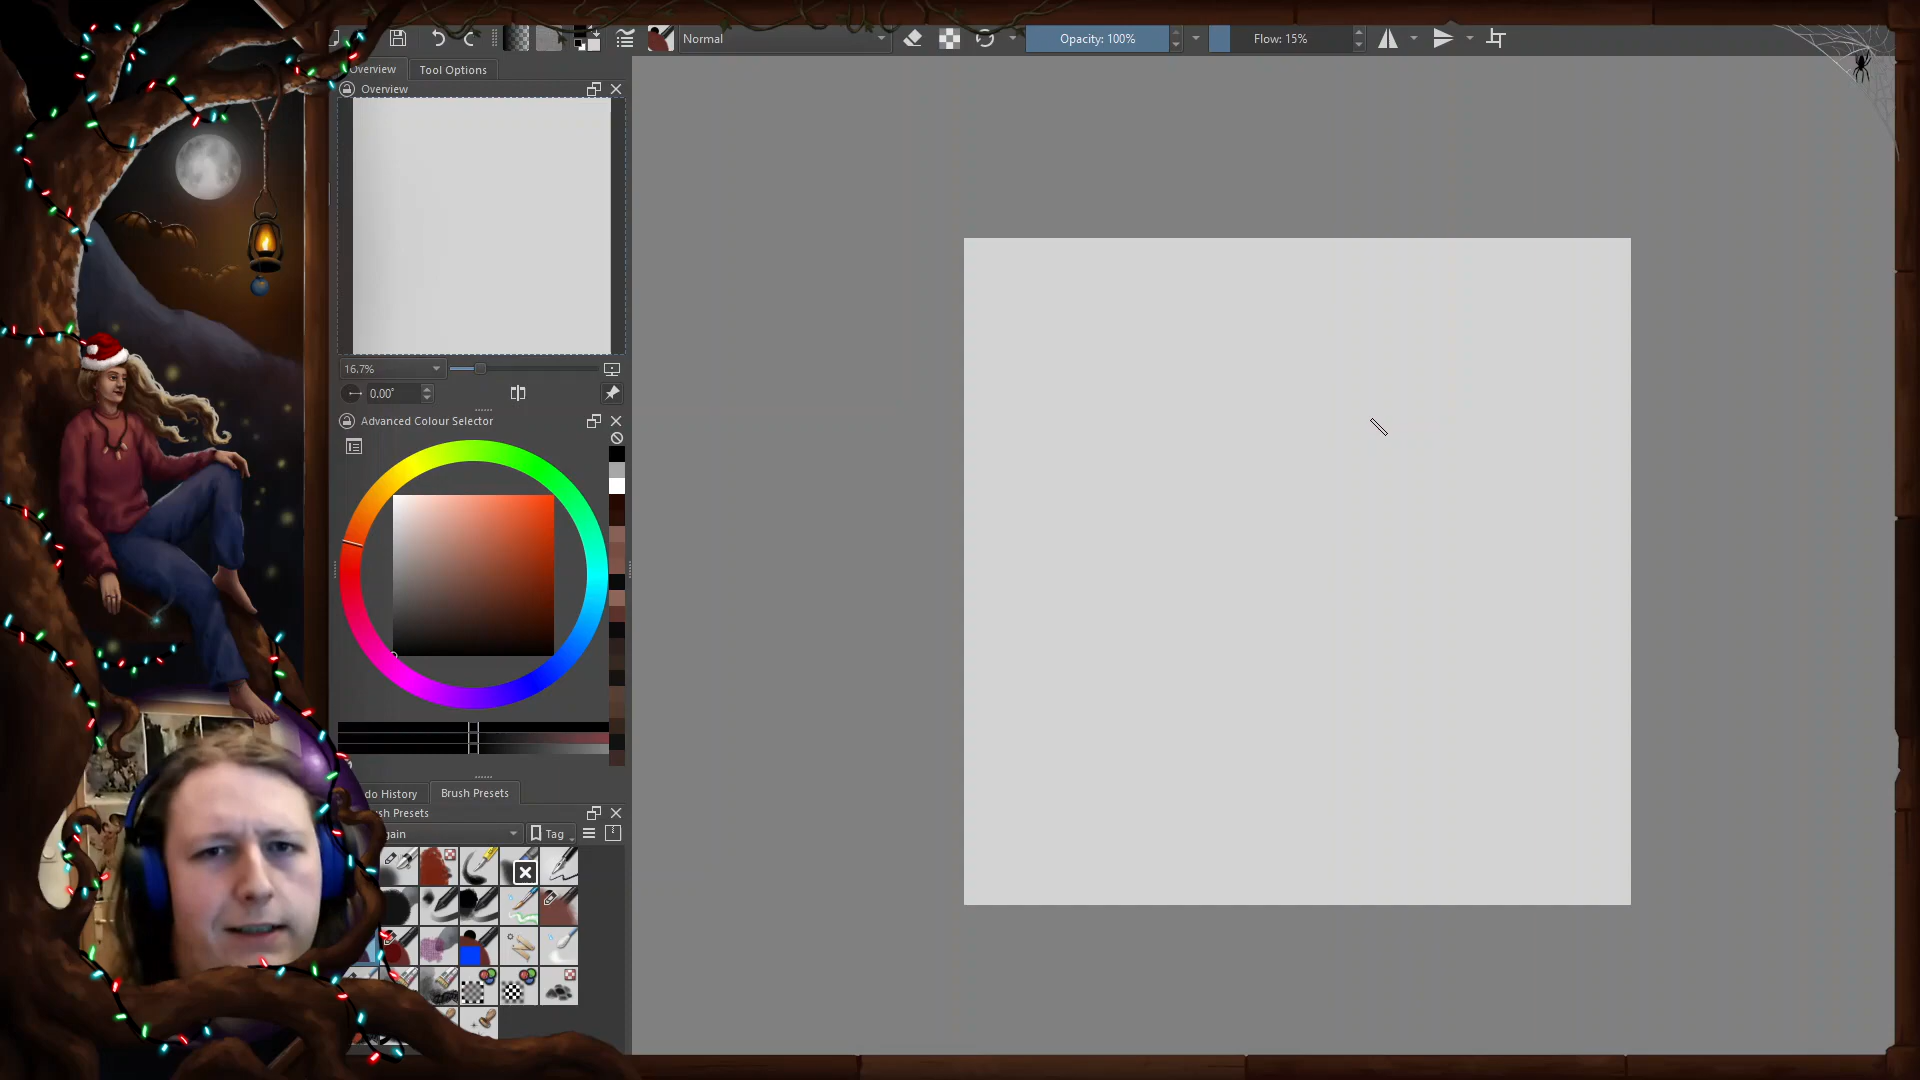 Normal
Opacity: 100%
Flow: 15%
Overview
Tool Options
Overview
16.7%
0.00°
Advanced Colour Selector
do History
Brush Presets
sh Presets
gain
Tag